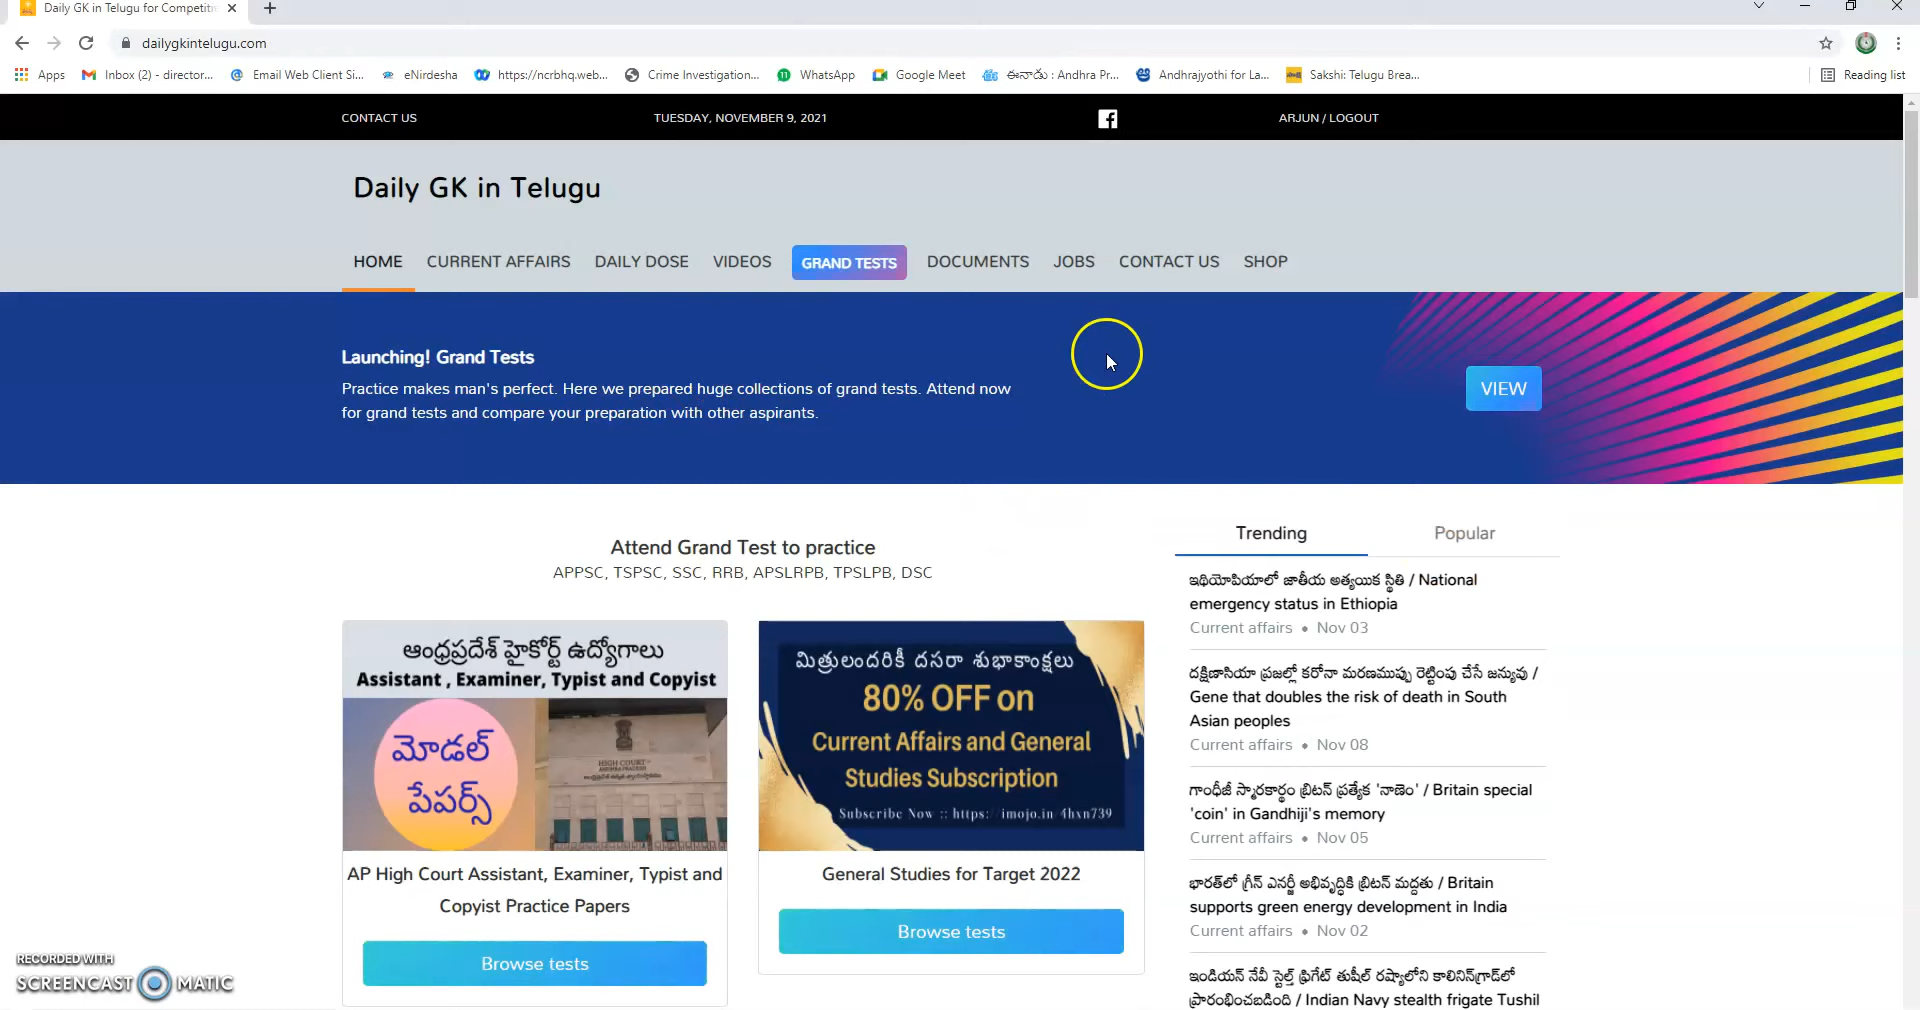 Daily GK in Telugu for Competitiv
dailygkintelugu.com
Apps
Inbox (2) - director...
Email Web Client Si...
eNirdesha
https://ncrbhq.web...
Crime Investigation...
WhatsApp
Google Meet
ఈనాడు : Andhra Pr...
Andhrajyothi for La...
Sakshi: Telugu Brea...
Reading list
CONTACT US
TUESDAY, NOVEMBER 9, 2021
ARJUN / LOGOUT
Daily GK in Telugu
HOME
CURRENT AFFAIRS
DAILY DOSE
VIDEOS
GRAND TESTS
DOCUMENTS
JOBS
CONTACT US
SHOP
Launching! Grand Tests
Practice makes man's perfect. Here we prepared huge collections of grand tests. Attend now
for grand tests and compare your preparation with other aspirants.
VIEW
Attend Grand Test to practice
APPSC, TSPSC, SSC, RRB, APSLRPB, TPSLPB, DSC
ఆంధ్రప్రదేశ్ హైకోర్ట్ ఉద్యోగాలు
Assistant , Examiner, Typist and Copyist
మోడల్
పేపర్స్
HIGH COURT
AP High Court Assistant, Examiner, Typist and
Copyist Practice Papers
Browse tests
మిత్రులందరికీ దసరా శుభాకాంక్షలు
80% OFF on
Current Affairs and General
Studies Subscription
Subscribe Now :: https://imojo.in/4hxn739
General Studies for Target 2022
Browse tests
Trending
Popular
ఇథియోపియాలో జాతీయ అత్యయిక స్థితి / National
emergency status in Ethiopia
Current affairs • Nov 03
దక్షిణాసియా ప్రజల్లో కరోనా మరణముప్పు రెట్టింపు చేసే జన్యువు /
Gene that doubles the risk of death in South
Asian peoples
Current affairs • Nov 08
గాంధీజీ స్మారకార్థం బ్రిటన్ ప్రత్యేక 'నాణెం' / Britain special
'coin' in Gandhiji's memory
Current affairs • Nov 05
భారత్‌లో గ్రీన్ ఎనర్జీ అభివృద్ధికి బ్రిటన్ మద్దతు / Britain
supports green energy development in India
Current affairs • Nov 02
ఇండియన్ నేవీ స్టెల్త్ ఫ్రిగేట్ తుషీల్ రష్యాలోని కాలినిన్‌గ్రాడ్‌లో
ప్రారంభించబడింది / Indian Navy stealth frigate Tushil
RECORDED WITH
SCREENCAST MATIC